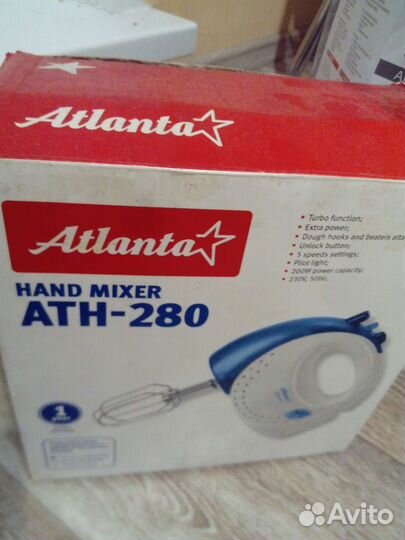 Atlanta
Atlanta
HAND MIXER
ATH-280
• Turbo function;
• Extra power;
• Dough hooks and beaters atta
• Unlock button;
• 5 speeds settings;
• Pilot light;
• 200W power capacity;
• 230V, 50Hz.
1
Avito